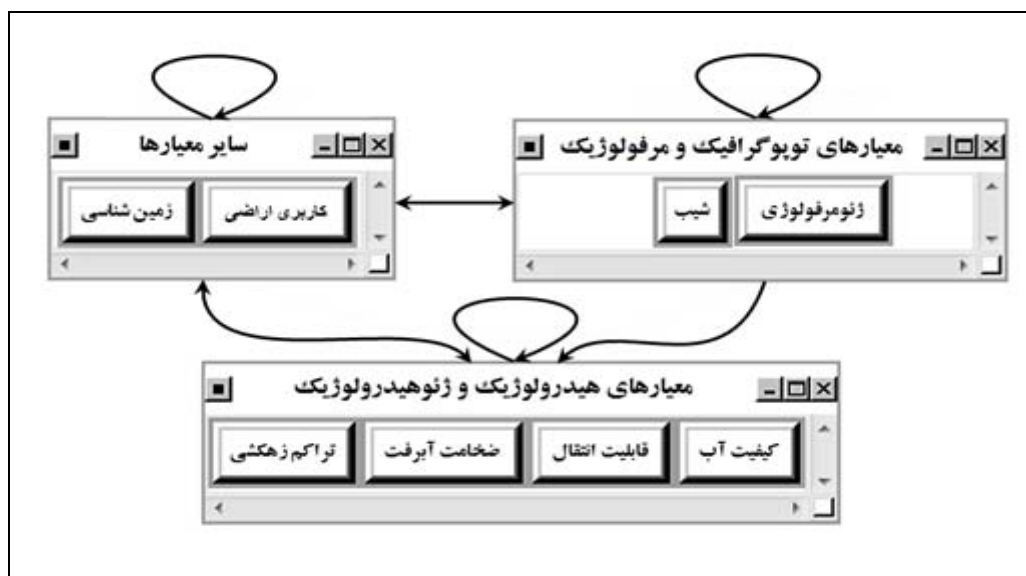 معیارهای توپوگرافیک و مرفولوژیک
ژئومرفولوژی
شیب
سایر معیارها
کاربری اراضی
زمین شناسی
معیارهای هیدرولوژیک و ژئوهیدرولوژیک
کیفیت آب
قابلیت انتقال
ضخامت آبرفت
تراکم زهکشی